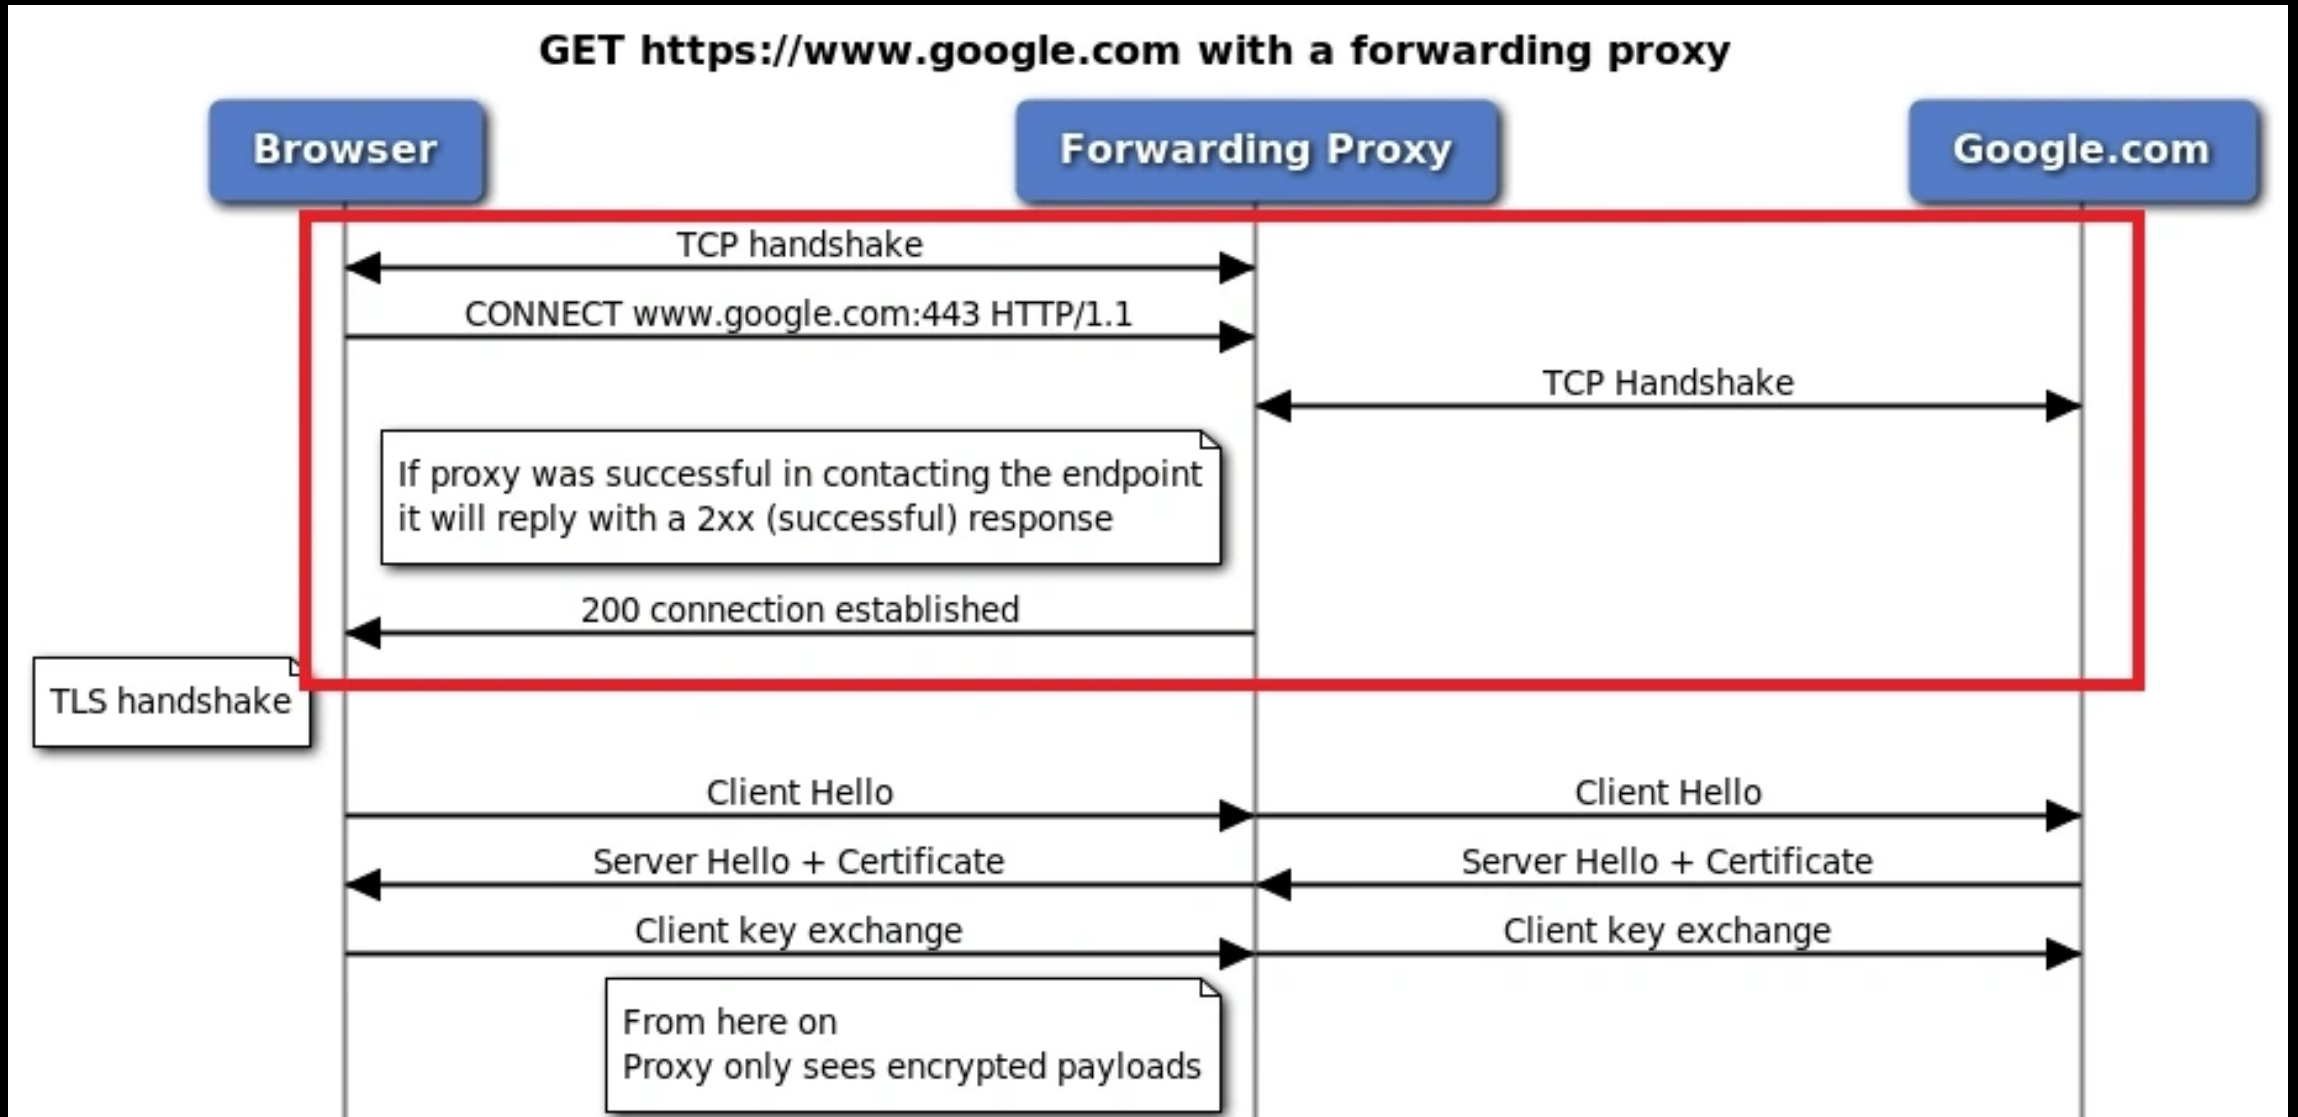 GET https://www.google.com with a forwarding proxy
Browser
Forwarding Proxy
Google.com
TCP handshake
CONNECT www.google.com:443 HTTP/1.1
TCP Handshake
If proxy was successful in contacting the endpoint
it will reply with a 2xx (successful) response
200 connection established
TLS handshake
Client Hello
Client Hello
Server Hello + Certificate
Server Hello + Certificate
Client key exchange
Client key exchange
From here on
Proxy only sees encrypted payloads